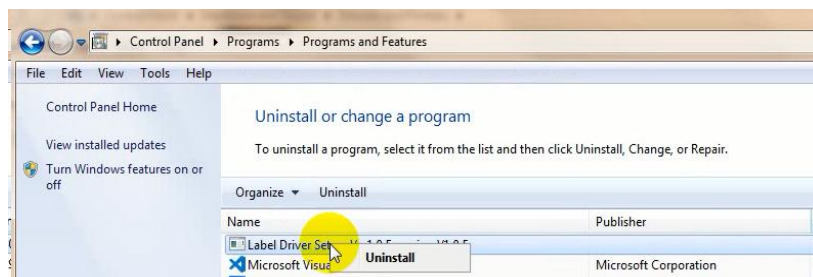 Control Panel ▸ Programs ▸ Programs and Features
File Edit View Tools Help
Control Panel Home
View installed updates
Turn Windows features on or
off
Uninstall or change a program
To uninstall a program, select it from the list and then click Uninstall, Change, or Repair.
Organize ▾ Uninstall
Name Publisher
Label Driver
Uninstall
Microsoft Microsoft Corporation